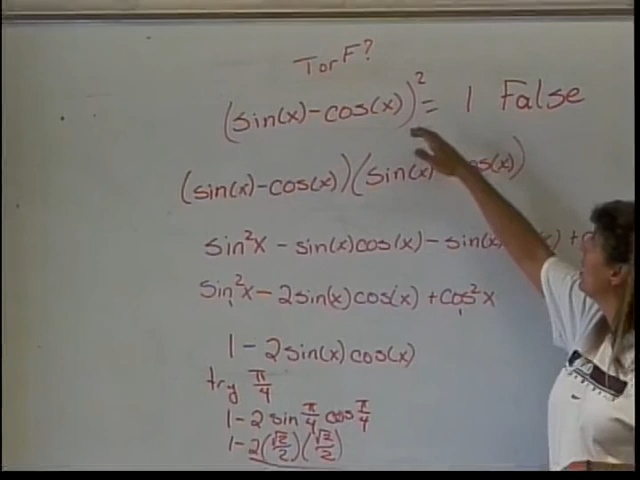 T or F?
(sin(x)-cos(x))² = 1 False
(sin(x)-cos(x))(sin(x) cos(x))
sin²x - sin(x)cos(x) - sin(x) +
sin²x - 2sin(x)cos(x) + cos²x
1 - 2sin(x)cos(x)
try π/4
1 - 2 sin π/4 cos π/4
1 - 2(√2/2)(√2/2)